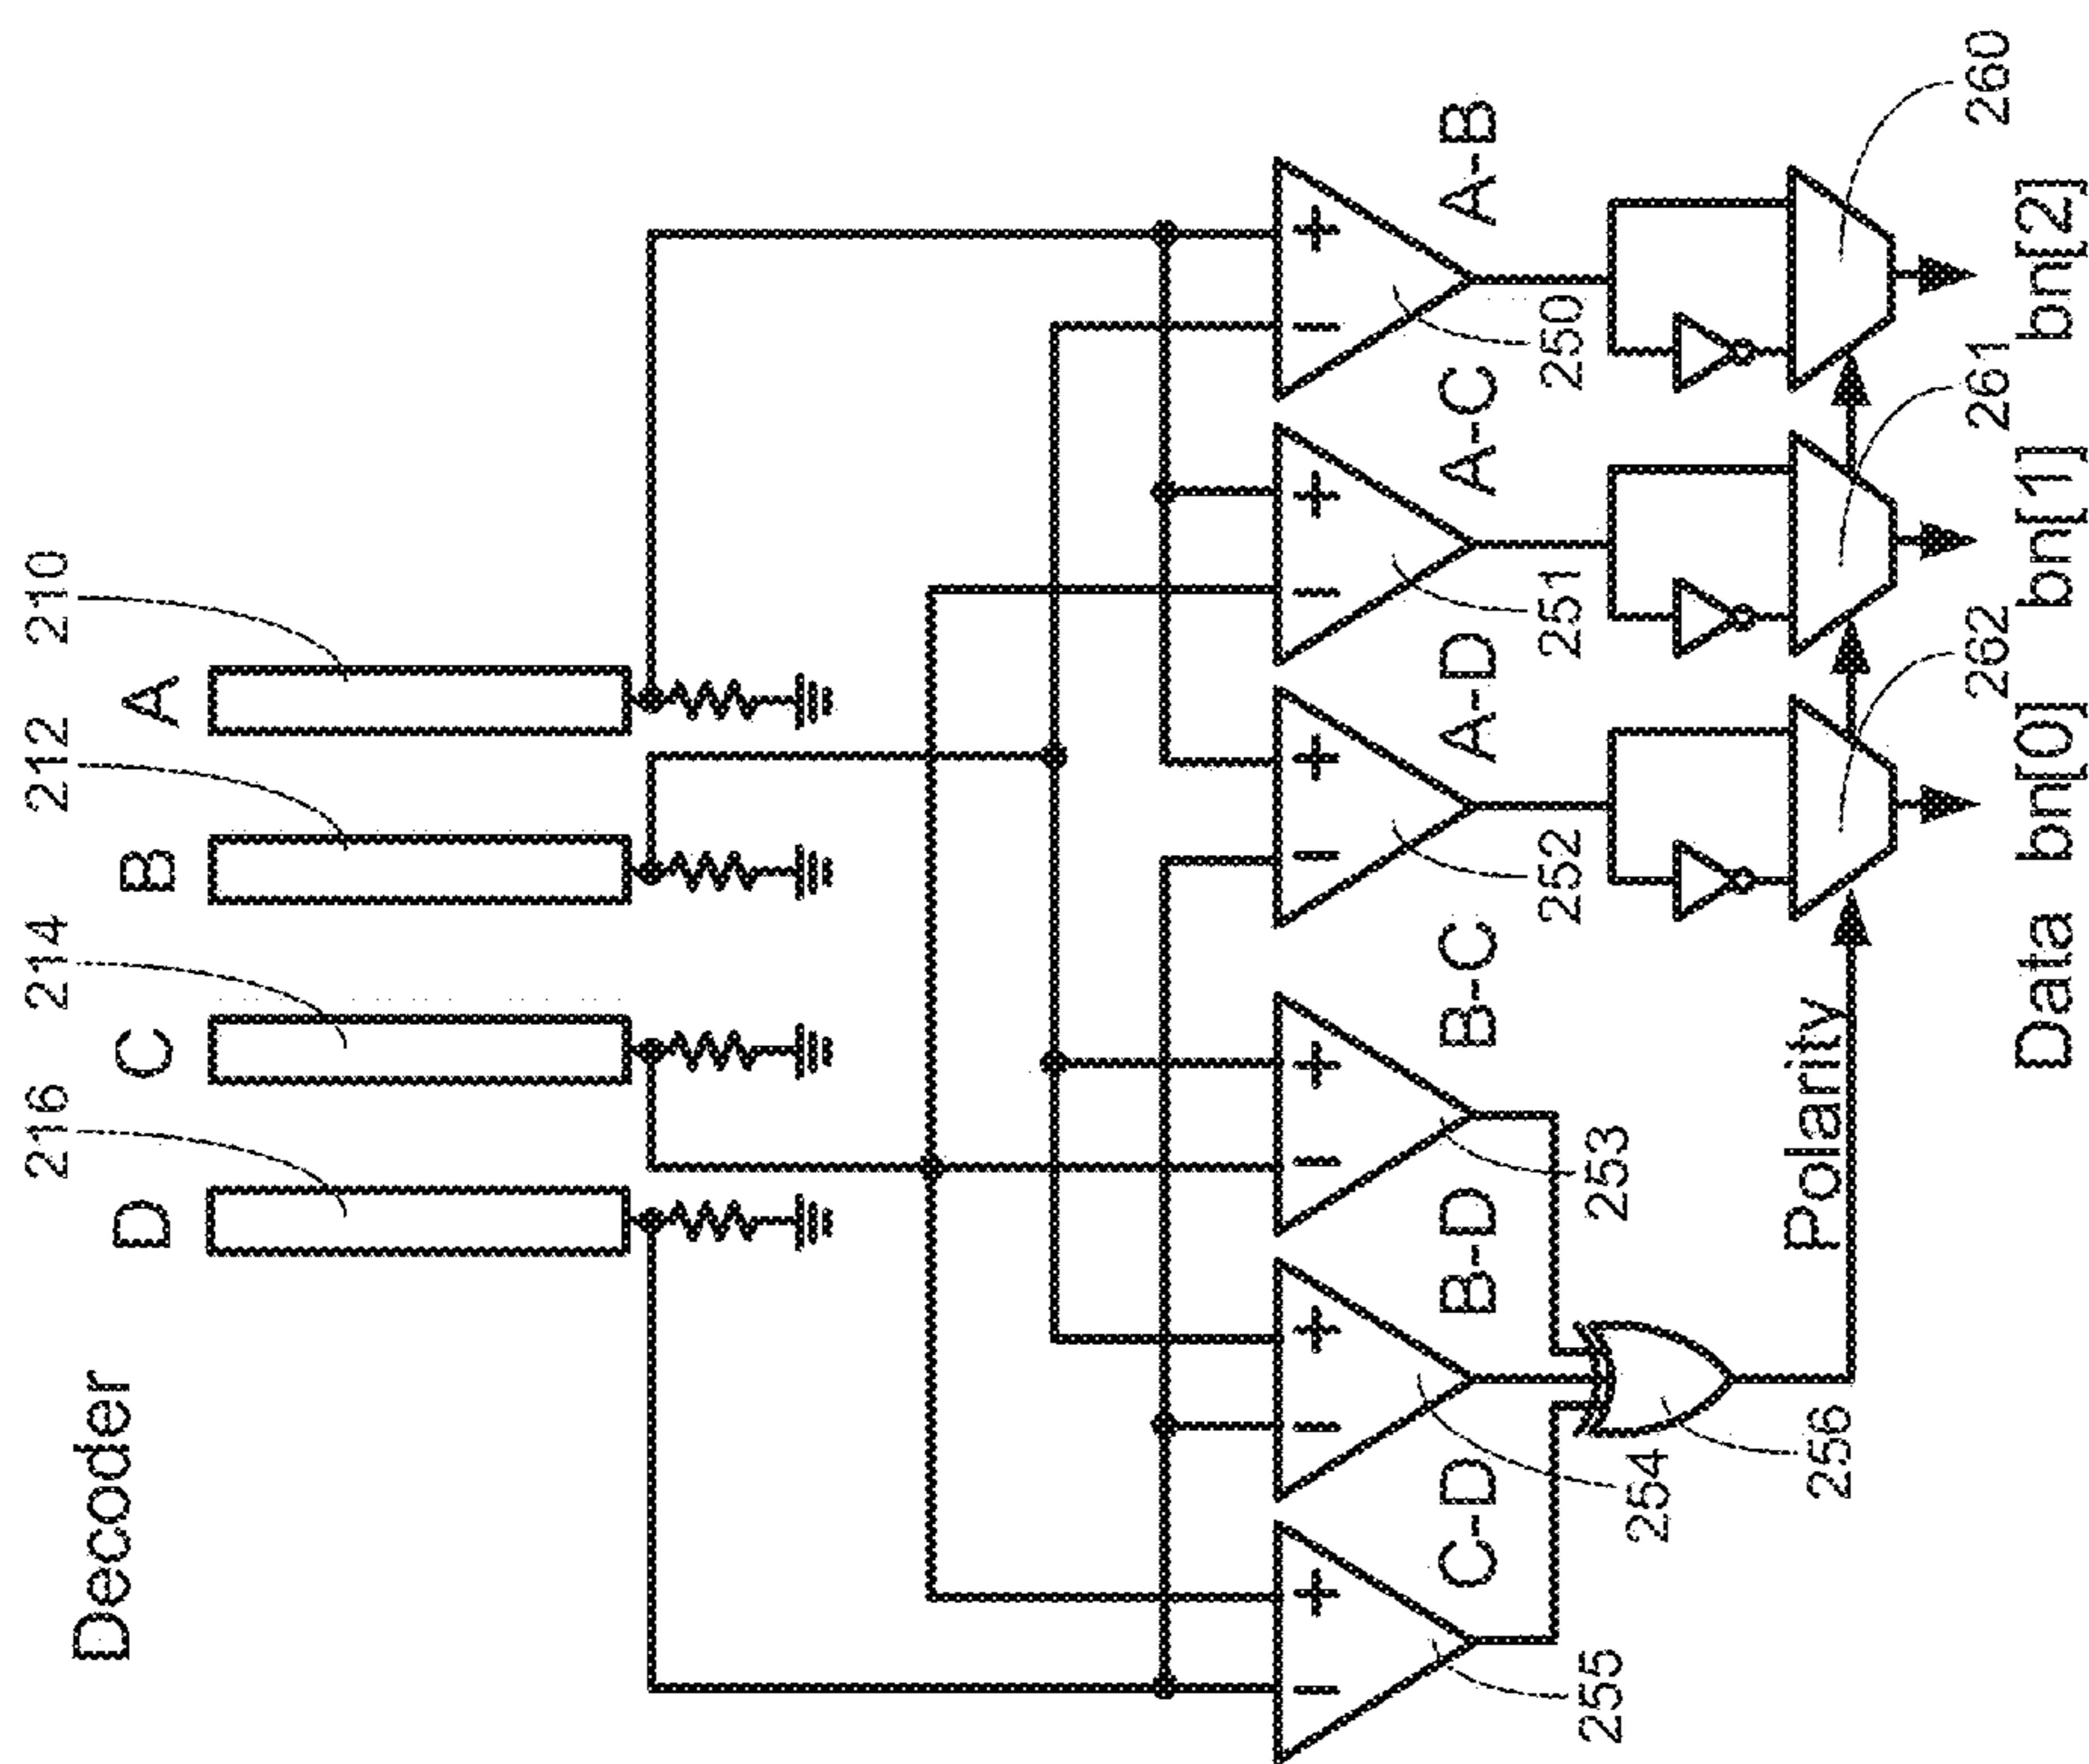 Decoder
D
C
B
A
216
214
212
210
+
−
+
−
+
−
+
−
+
−
+
−
C-D
B-D
B-C
A-D
A-C
A-B
255
254
253
252
251
250
256
Polarity
262
261
260
Data bn[0] bn[1] bn[2]